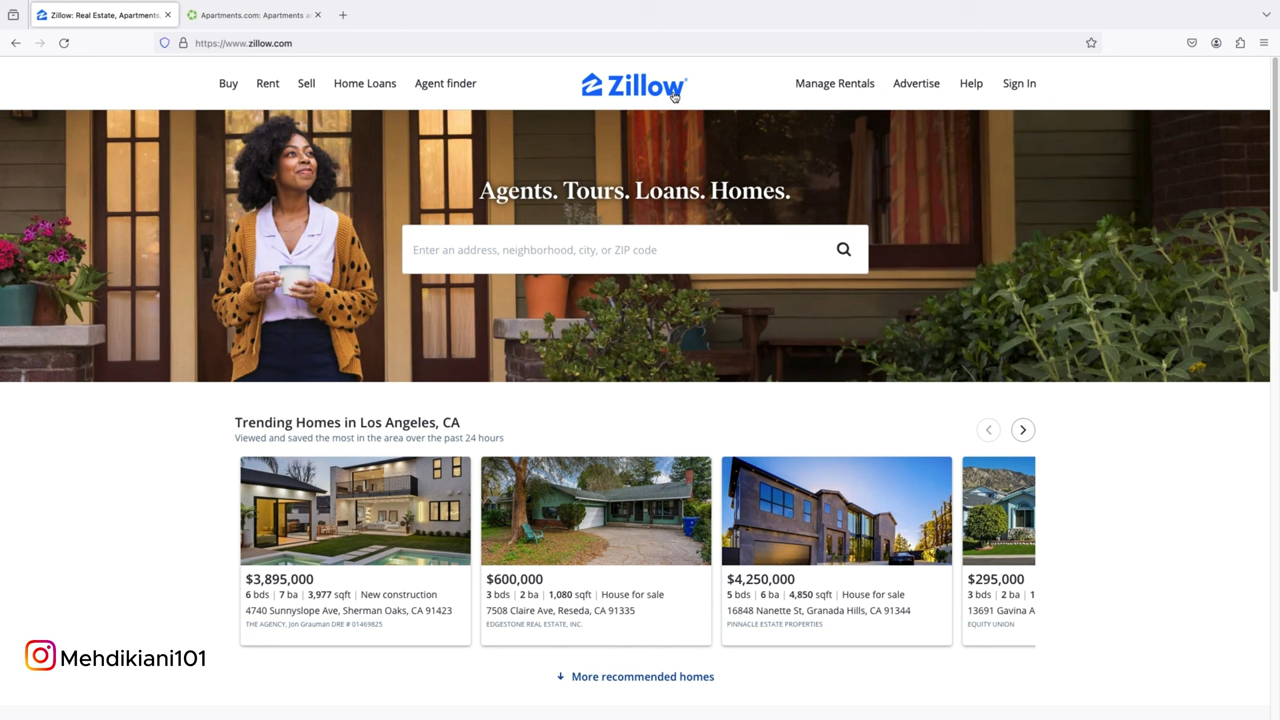 Zillow: Real Estate, Apartments,
Apartments.com: Apartments a
https://www.zillow.com
Buy
Rent
Sell
Home Loans
Agent finder
Zillow
Manage Rentals
Advertise
Help
Sign In
Agents. Tours. Loans. Homes.
Enter an address, neighborhood, city, or ZIP code
Trending Homes in Los Angeles, CA
Viewed and saved the most in the area over the past 24 hours
$3,895,000
6 bds | 7 ba | 3,977 sqft | New construction
4740 Sunnyslope Ave, Sherman Oaks, CA 91423
THE AGENCY, Jon Grauman DRE # 01469825
$600,000
3 bds | 2 ba | 1,080 sqft | House for sale
7508 Claire Ave, Reseda, CA 91335
EDGESTONE REAL ESTATE, INC.
$4,250,000
5 bds | 6 ba | 4,850 sqft | House for sale
16848 Nanette St, Granada Hills, CA 91344
PINNACLE ESTATE PROPERTIES
$295,000
3 bds | 2 ba | 1
13691 Gavina A
EQUITY UNION
More recommended homes
Mehdikiani101